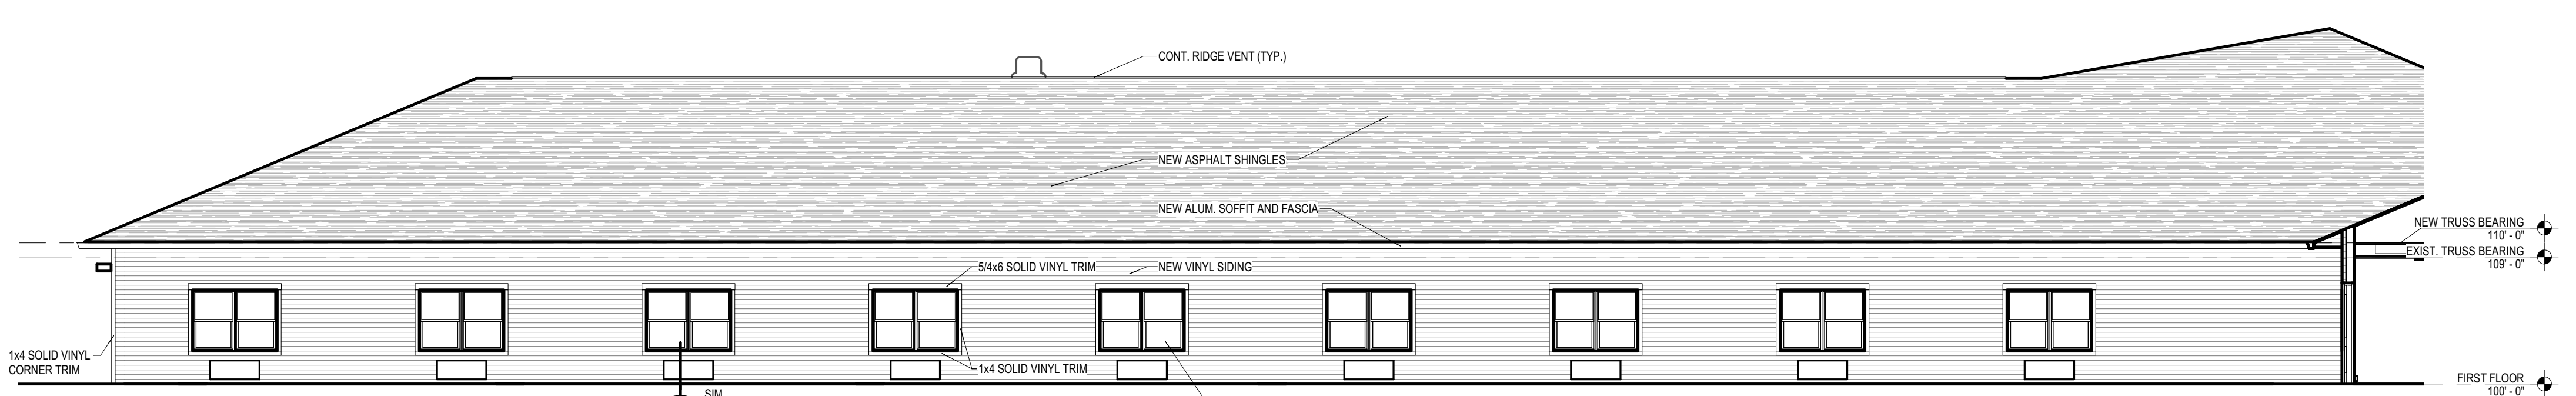 CONT. RIDGE VENT (TYP.)
NEW ASPHALT SHINGLES
NEW ALUM. SOFFIT AND FASCIA
NEW TRUSS BEARING
110' - 0"
EXIST. TRUSS BEARING
109' - 0"
5/4x6 SOLID VINYL TRIM
NEW VINYL SIDING
1x4 SOLID VINYL
CORNER TRIM
1x4 SOLID VINYL TRIM
FIRST FLOOR
100' - 0"
SIM